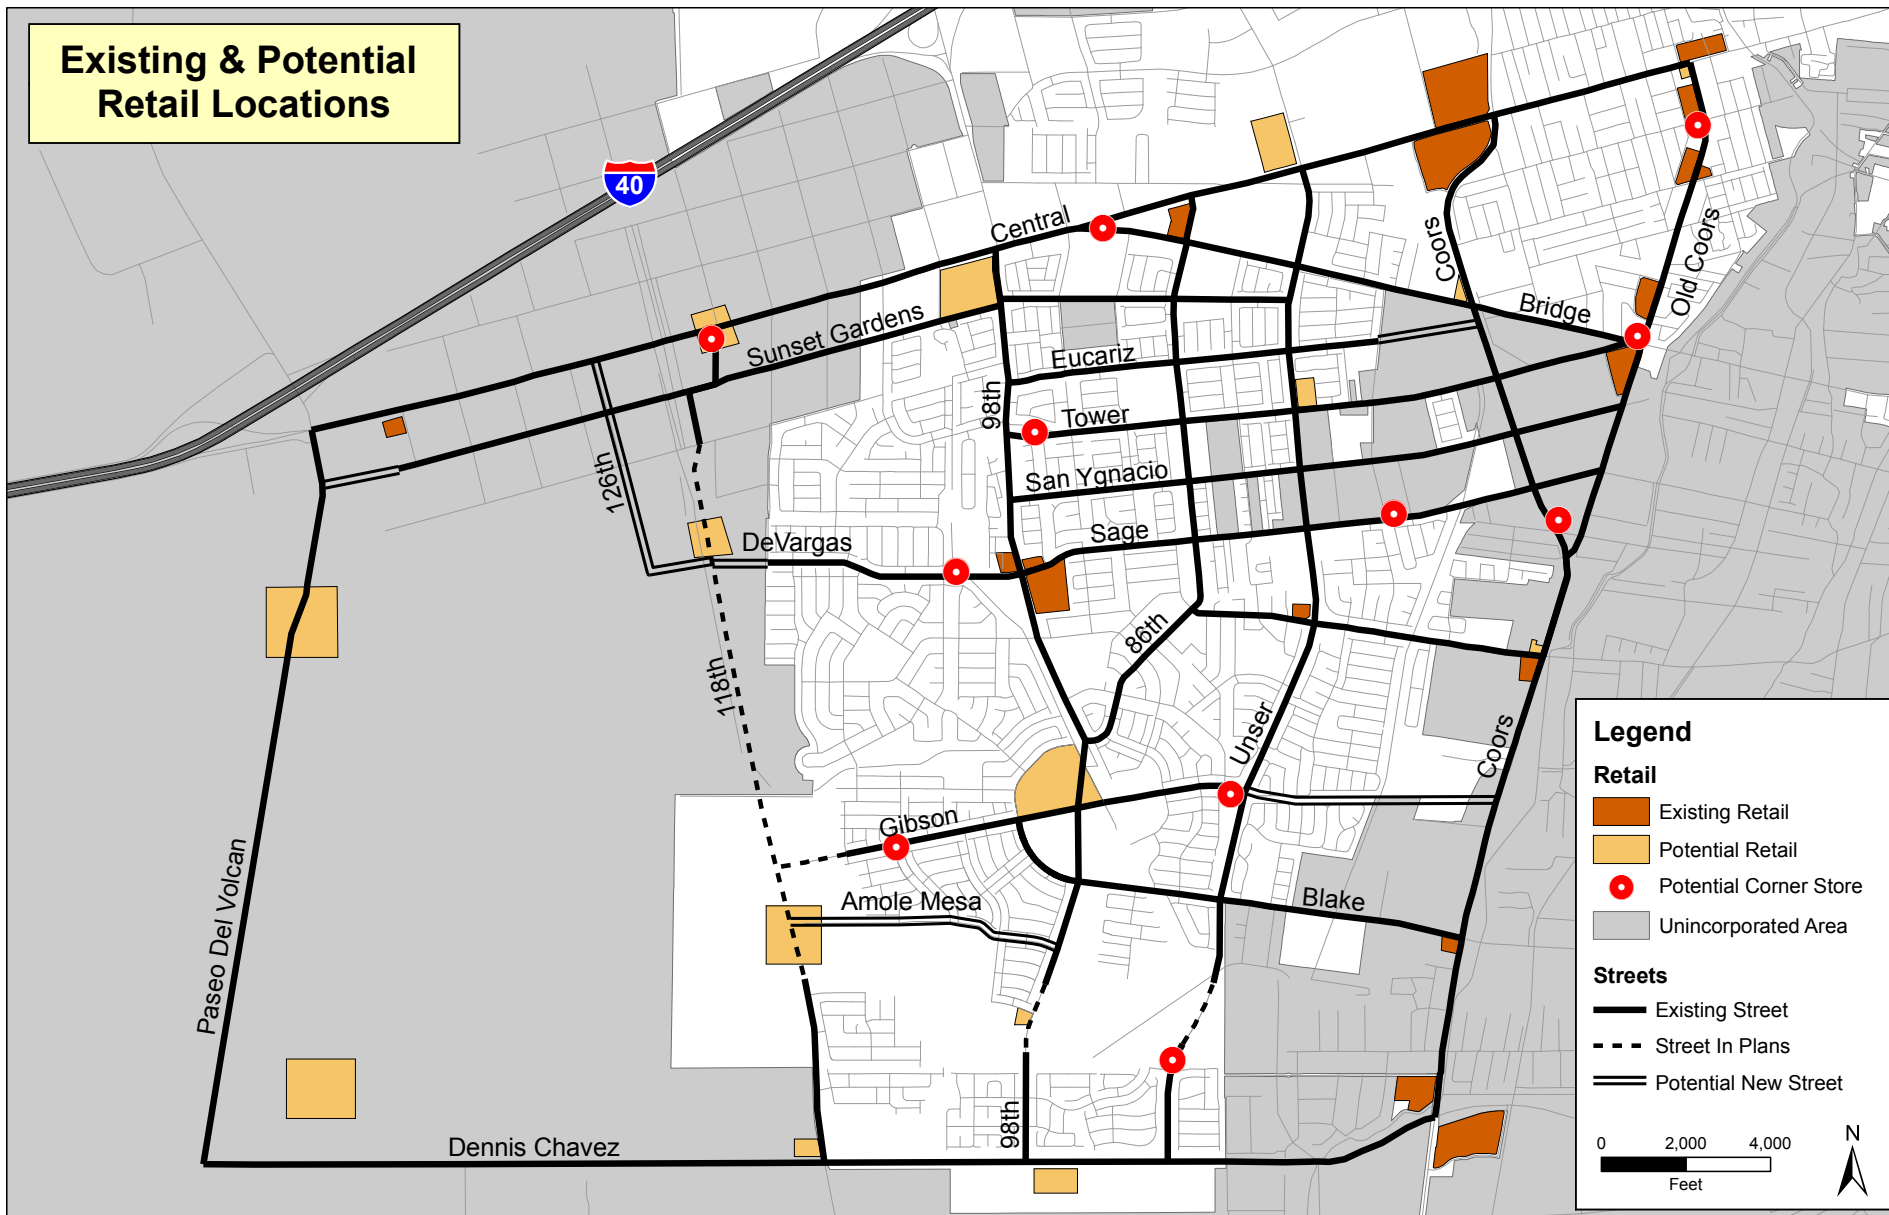 Existing & Potential
Retail Locations
40
Central
Sunset Gardens
Coors
Old Coors
Bridge
Eucariz
98th
Tower
126th
San Ygnacio
Sage
DeVargas
86th
118th
Unser
Coors
Gibson
Amole Mesa
Blake
Paseo Del Volcan
98th
Dennis Chavez
Legend
Retail
Existing Retail
Potential Retail
Potential Corner Store
Unincorporated Area
Streets
Existing Street
Street In Plans
Potential New Street
0 2,000 4,000
Feet
N